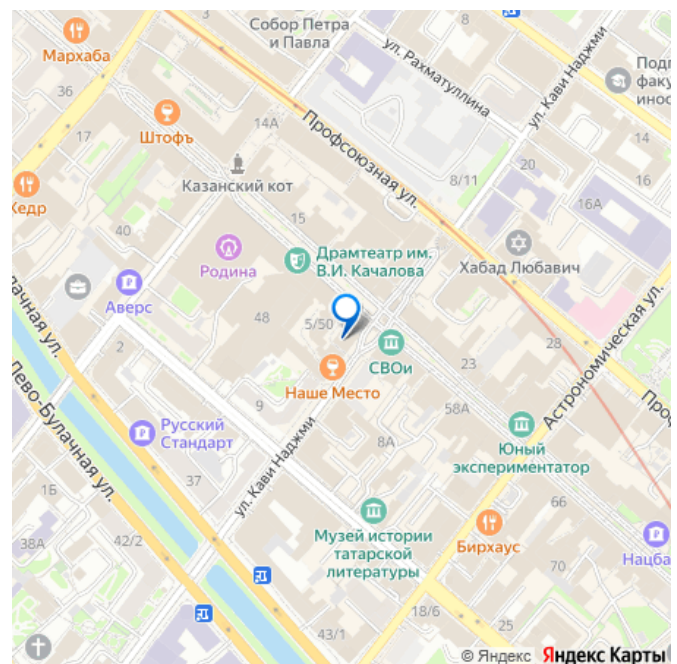 Собор Петра
и Павла
Мархаба
ул. Рахматуллина
ул. Кави Наджми
Подг
факу
инос
36
Штофъ
14А
Профсоюзная ул.
17
8/11
20
14
16
Казанский кот
Кедр
16А
15
40
Родина
Драмтеатр им.
В.И. Качалова
Хабад Любавич
Аверс
48
5/50
28
лачная ул.
2
СВОи
23
Астрономическая ул.
Наше Место
Проф
Лево-Булачная ул.
9
58А
Русский
Стандарт
8А
Юный
экспериментатор
37
ул. Кави Наджми
1Б
66
Музей истории
татарской
литературы
Бирхаус
Нацба
38А
42/2
70
18/6
43/1
© Яндекс Яндекс Карты